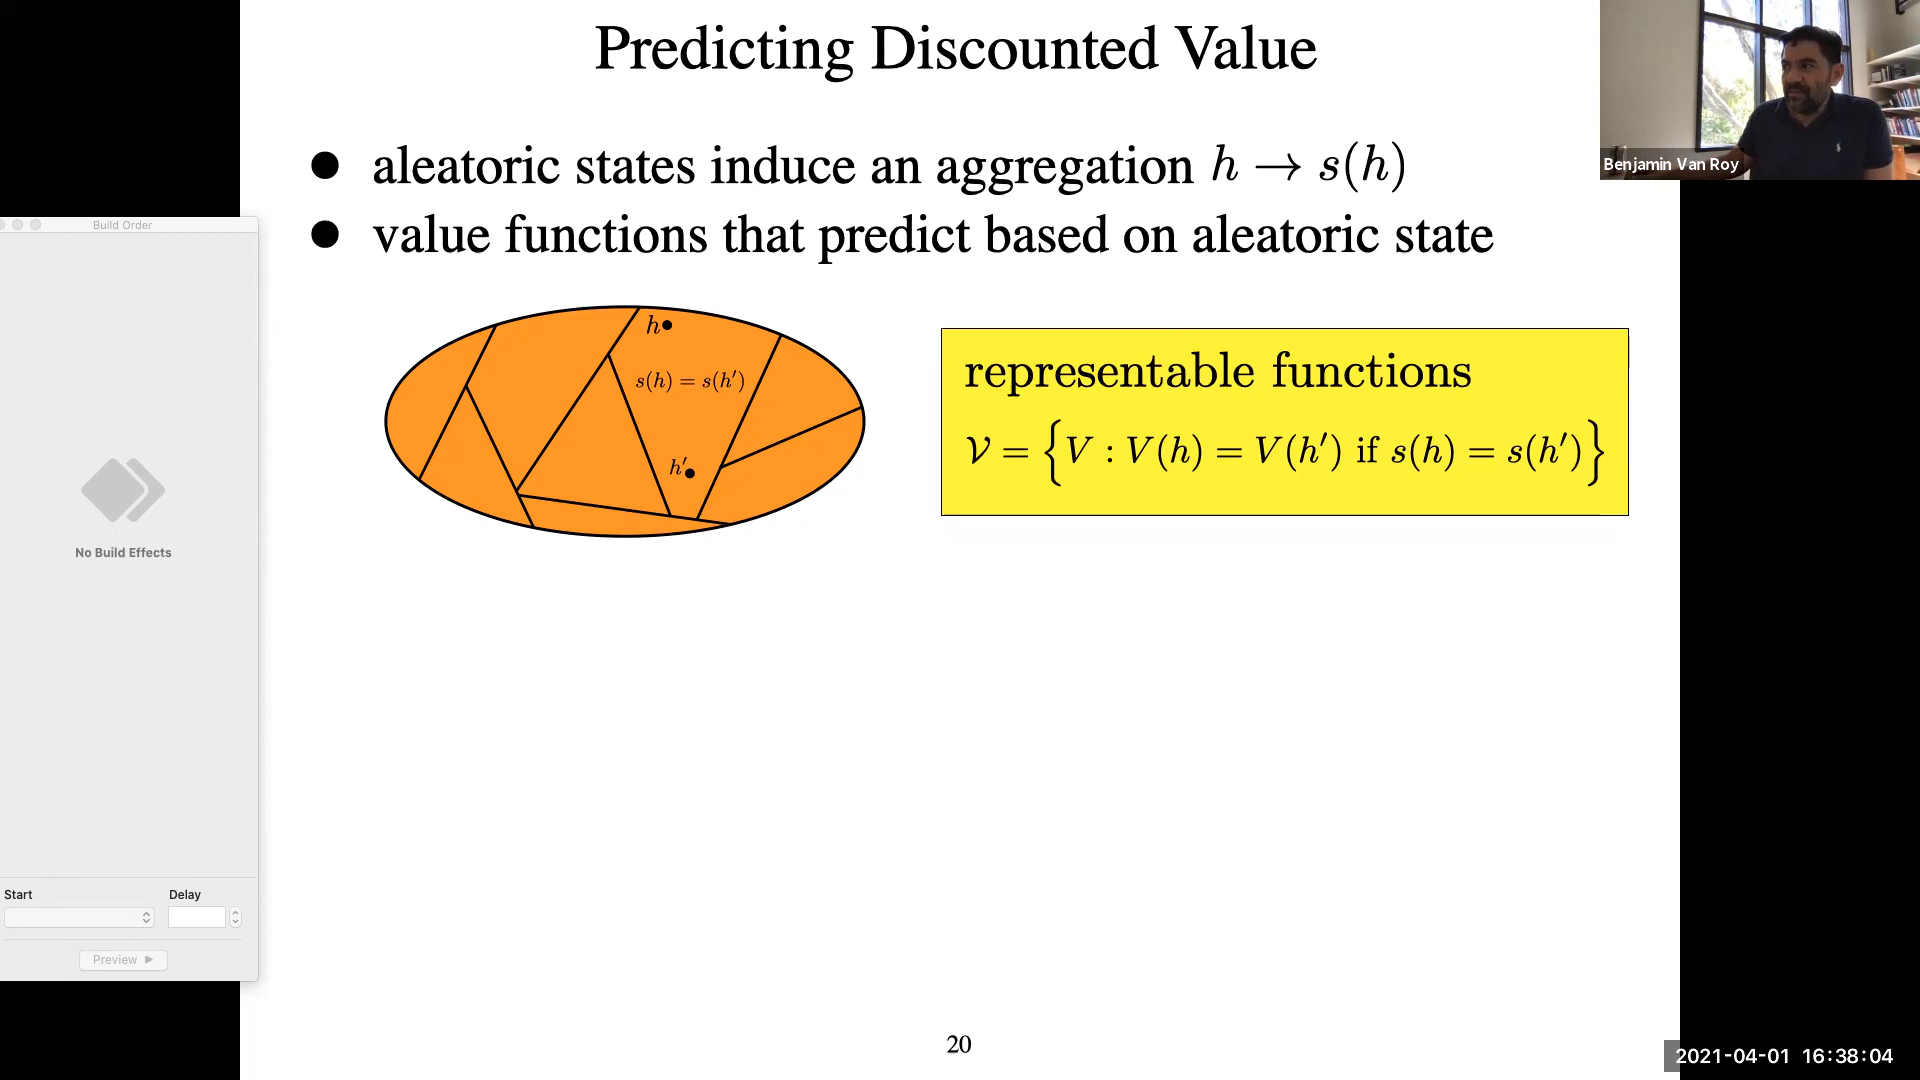 Predicting Discounted Value
● aleatoric states induce an aggregation h → s(h)
● value functions that predict based on aleatoric state
h
s(h) = s(h′)
h′
representable functions
𝒱 = {V : V(h) = V(h′) if s(h) = s(h′)}
20
Build Order
No Build Effects
Start Delay
Preview ▶
Benjamin Van Roy
2021-04-01 16:38:04